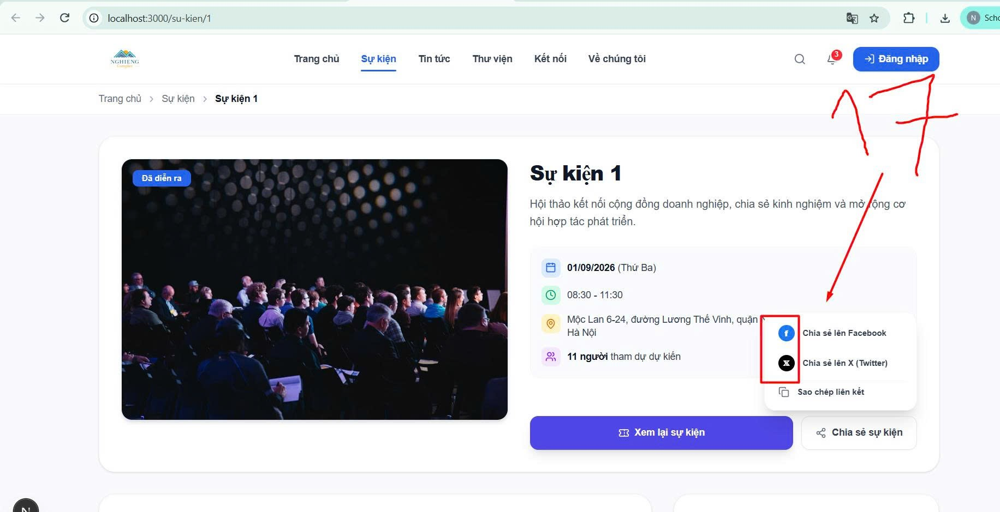 localhost:3000/su-kien/1
N Scho
NGHIENG
Complex
Trang chủ Sự kiện Tin tức Thư viện Kết nối Về chúng tôi
3
Đăng nhập
Trang chủ > Sự kiện > Sự kiện 1
17
Đã diễn ra
Sự kiện 1
Hội thảo kết nối cộng đồng doanh nghiệp, chia sẻ kinh nghiệm và mở rộng cơ
hội hợp tác phát triển.
01/09/2026 (Thứ Ba)
08:30 - 11:30
Mộc Lan 6-24, đường Lương Thế Vinh, quận
Hà Nội
11 người tham dự dự kiến
f Chia sẻ lên Facebook
X Chia sẻ lên X (Twitter)
Sao chép liên kết
Xem lại sự kiện
Chia sẻ sự kiện
N